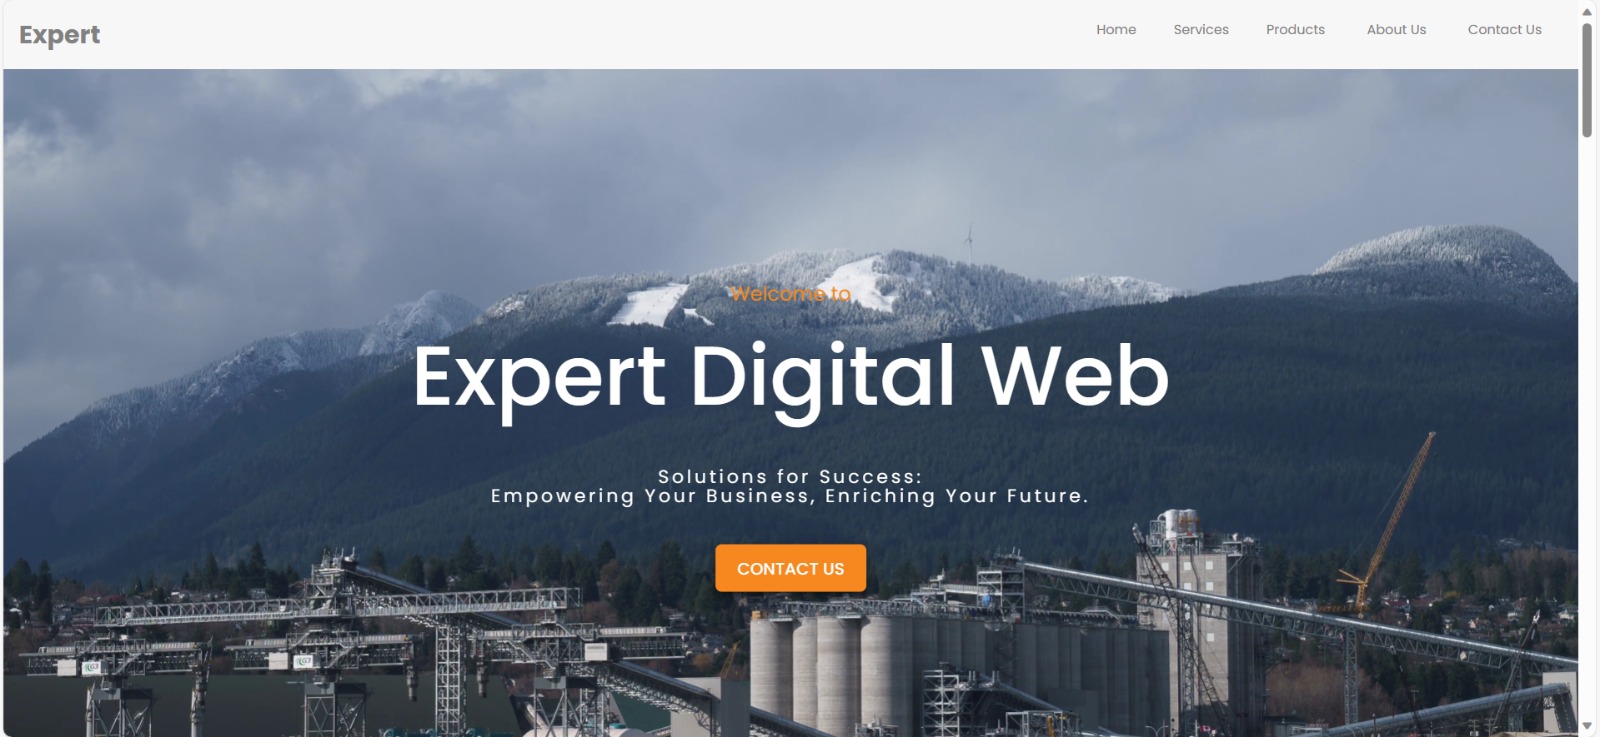 Expert
Home Services Products About Us Contact Us
Welcome to
Expert Digital Web
Solutions for Success:
Empowering Your Business, Enriching Your Future.
CONTACT US